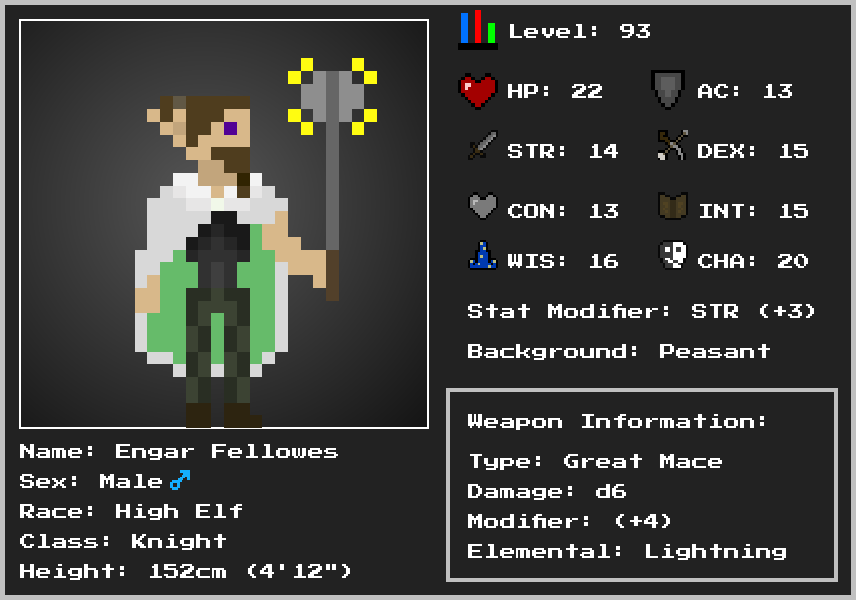 Level: 93
HP: 22
AC: 13
STR: 14
DEX: 15
CON: 13
INT: 15
WIS: 16
CHA: 20
Stat Modifier: STR (+3)
Background: Peasant
Weapon Information:
Type: Great Mace
Damage: d6
Modifier: (+4)
Elemental: Lightning
Name: Engar Fellowes
Sex: Male♂
Race: High Elf
Class: Knight
Height: 152cm (4'12")